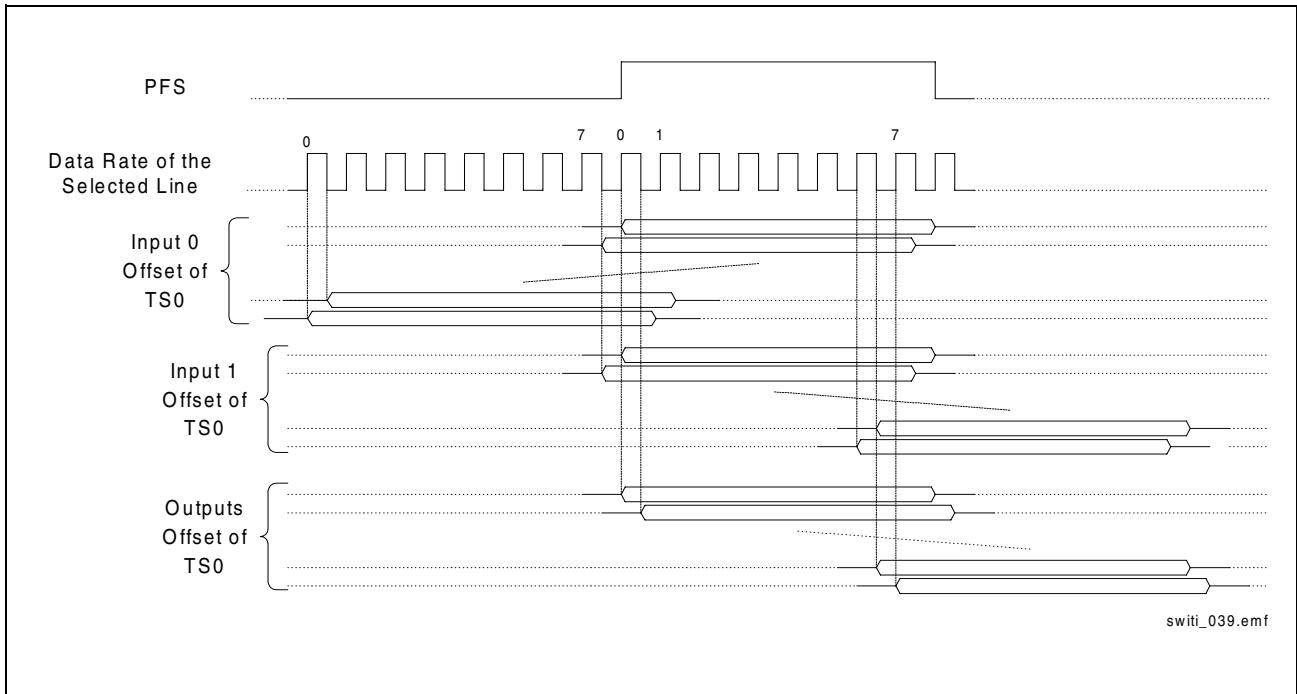 PFS
0
7 0 1 7
Data Rate of the
Selected Line
Input 0
Offset of
TS0
Input 1
Offset of
TS0
Outputs
Offset of
TS0
switi_039.emf